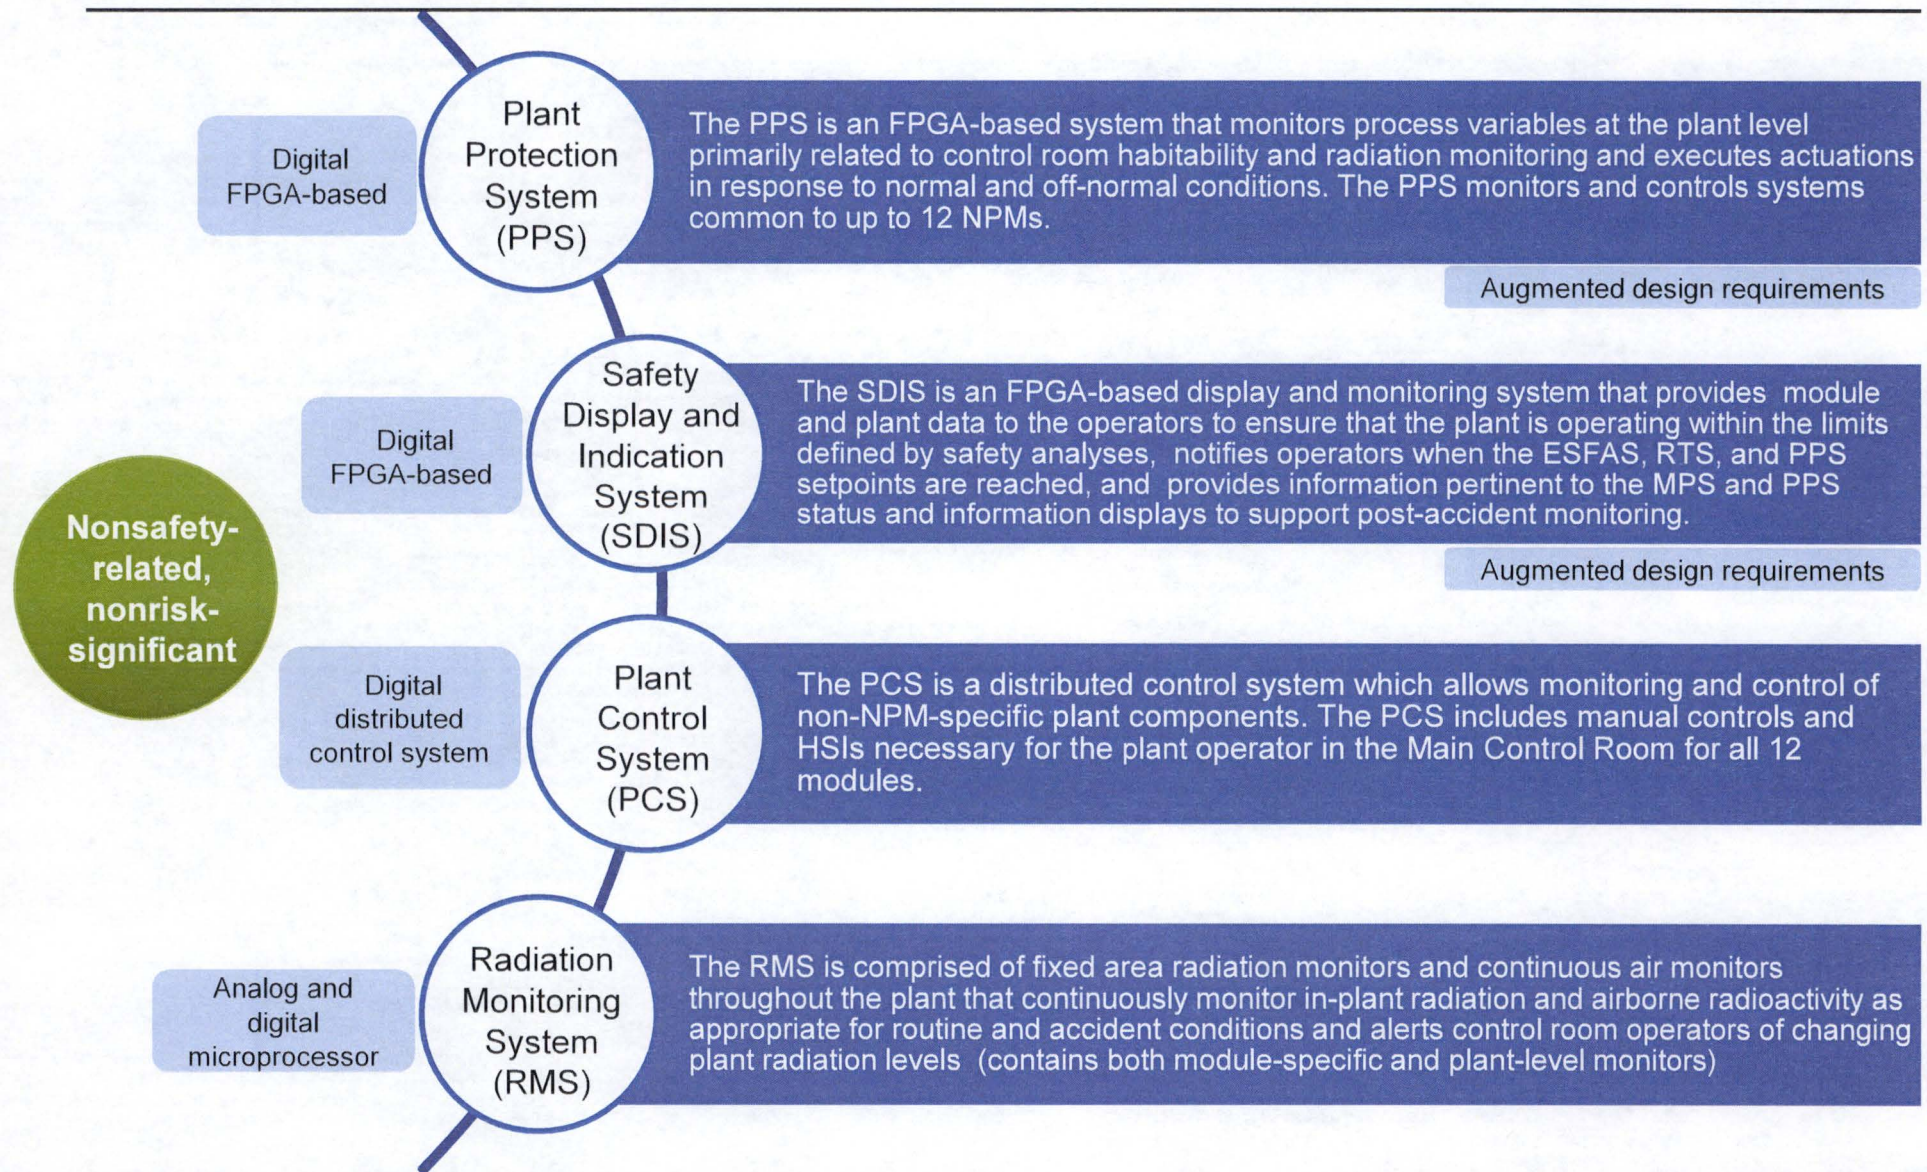 Nonsafety-
related,
nonrisk-
significant
Digital
FPGA-based
Plant
Protection
System
(PPS)
The PPS is an FPGA-based system that monitors process variables at the plant level
primarily related to control room habitability and radiation monitoring and executes actuations
in response to normal and off-normal conditions. The PPS monitors and controls systems
common to up to 12 NPMs.
Augmented design requirements
Digital
FPGA-based
Safety
Display and
Indication
System
(SDIS)
The SDIS is an FPGA-based display and monitoring system that provides  module
and plant data to the operators to ensure that the plant is operating within the limits
defined by safety analyses,  notifies operators when the ESFAS, RTS, and PPS
setpoints are reached, and  provides information pertinent to the MPS and PPS
status and information displays to support post-accident monitoring.
Augmented design requirements
Digital
distributed
control system
Plant
Control
System
(PCS)
The PCS is a distributed control system which allows monitoring and control of
non-NPM-specific plant components. The PCS includes manual controls and
HSIs necessary for the plant operator in the Main Control Room for all 12
modules.
Analog and
digital
microprocessor
Radiation
Monitoring
System
(RMS)
The RMS is comprised of fixed area radiation monitors and continuous air monitors
throughout the plant that continuously monitor in-plant radiation and airborne radioactivity as
appropriate for routine and accident conditions and alerts control room operators of changing
plant radiation levels  (contains both module-specific and plant-level monitors)